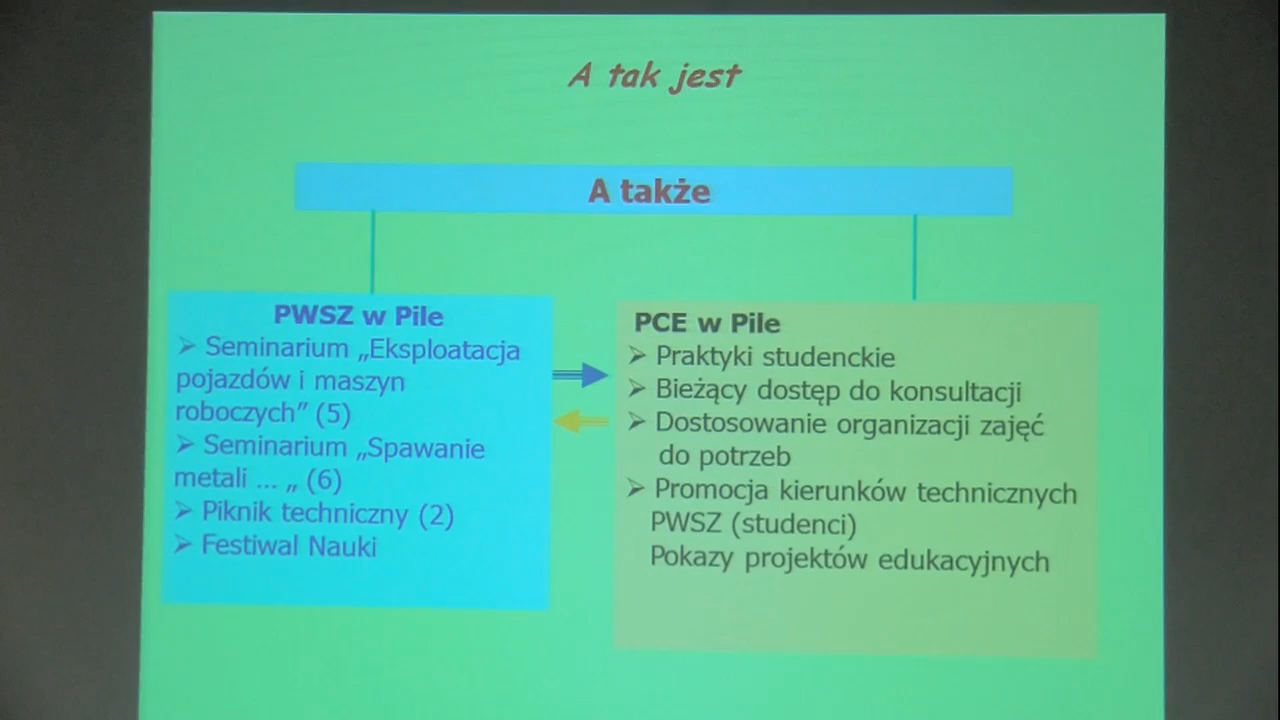 A tak jest
A także
PWSZ w Pile
➢ Seminarium „Eksploatacja
pojazdów i maszyn
roboczych” (5)
➢ Seminarium „Spawanie
metali ... „ (6)
➢ Piknik techniczny (2)
➢ Festiwal Nauki
PCE w Pile
➢ Praktyki studenckie
➢ Bieżący dostęp do konsultacji
➢ Dostosowanie organizacji zajęć
do potrzeb
➢ Promocja kierunków technicznych
PWSZ (studenci)
Pokazy projektów edukacyjnych